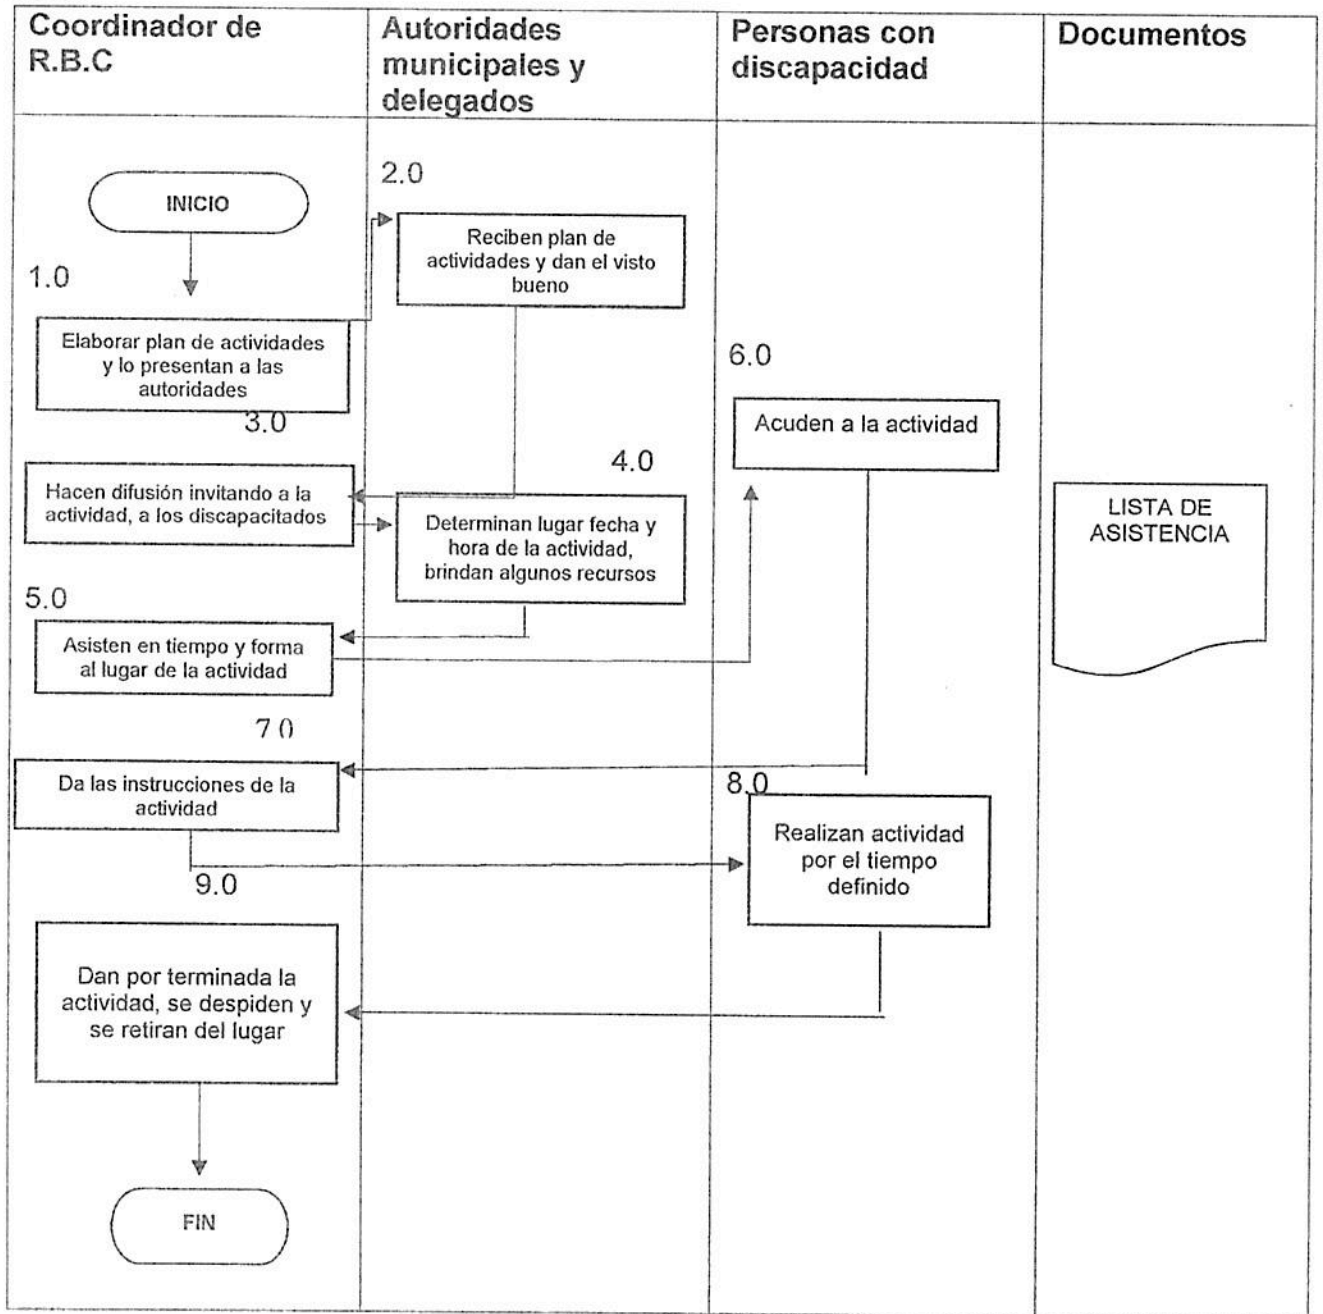 Coordinador de
R.B.C
Autoridades
municipales y
delegados
Personas con
discapacidad
Documentos
INICIO
1.0
Elaborar plan de actividades
y lo presentan a las
autoridades
2.0
Reciben plan de
actividades y dan el visto
bueno
3.0
Hacen difusión invitando a la
actividad, a los discapacitados
4.0
Determinan lugar fecha y
hora de la actividad,
brindan algunos recursos
5.0
Asisten en tiempo y forma
al lugar de la actividad
6.0
Acuden a la actividad
LISTA DE
ASISTENCIA
7 0
Da las instrucciones de la
actividad
8.0
Realizan actividad
por el tiempo
definido
9.0
Dan por terminada la
actividad, se despiden y
se retiran del lugar
FIN